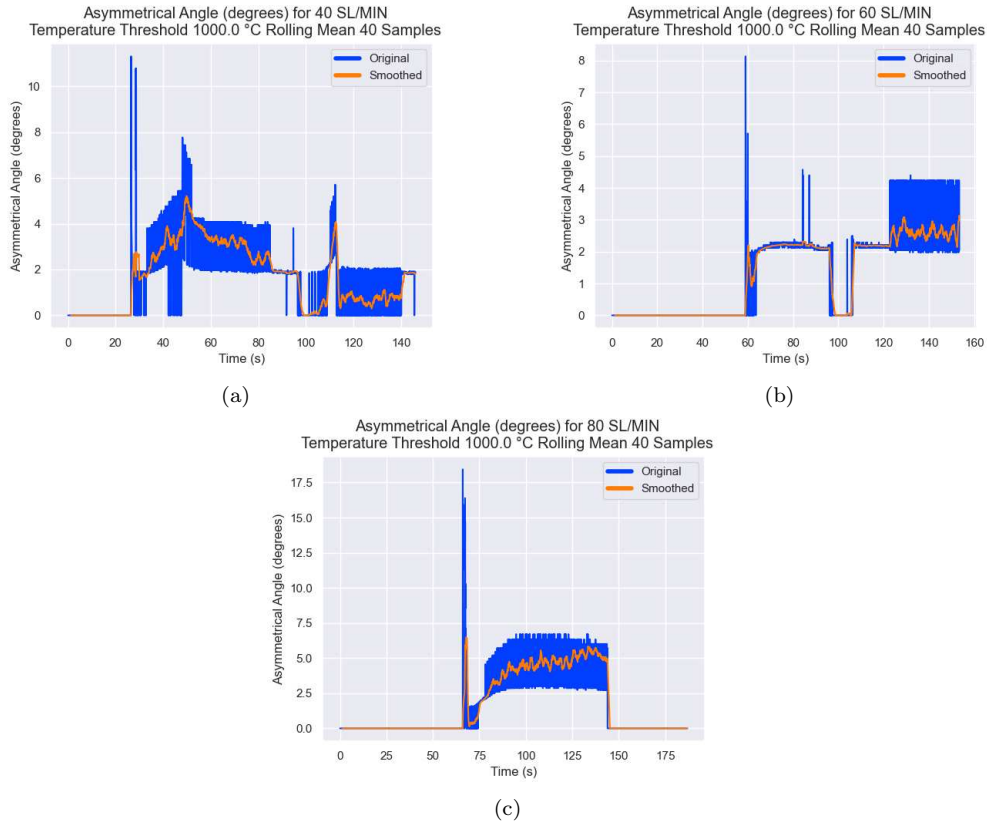 Asymmetrical Angle (degrees) for 40 SL/MIN
Temperature Threshold 1000.0 °C Rolling Mean 40 Samples
Original
Smoothed
Asymmetrical Angle (degrees)
10
8
6
4
2
0
0 20 40 60 80 100 120 140
Time (s)
(a)
Asymmetrical Angle (degrees) for 60 SL/MIN
Temperature Threshold 1000.0 °C Rolling Mean 40 Samples
Original
Smoothed
Asymmetrical Angle (degrees)
8
7
6
5
4
3
2
1
0
0 20 40 60 80 100 120 140 160
Time (s)
(b)
Asymmetrical Angle (degrees) for 80 SL/MIN
Temperature Threshold 1000.0 °C Rolling Mean 40 Samples
Original
Smoothed
Asymmetrical Angle (degrees)
17.5
15.0
12.5
10.0
7.5
5.0
2.5
0.0
0 25 50 75 100 125 150 175
Time (s)
(c)